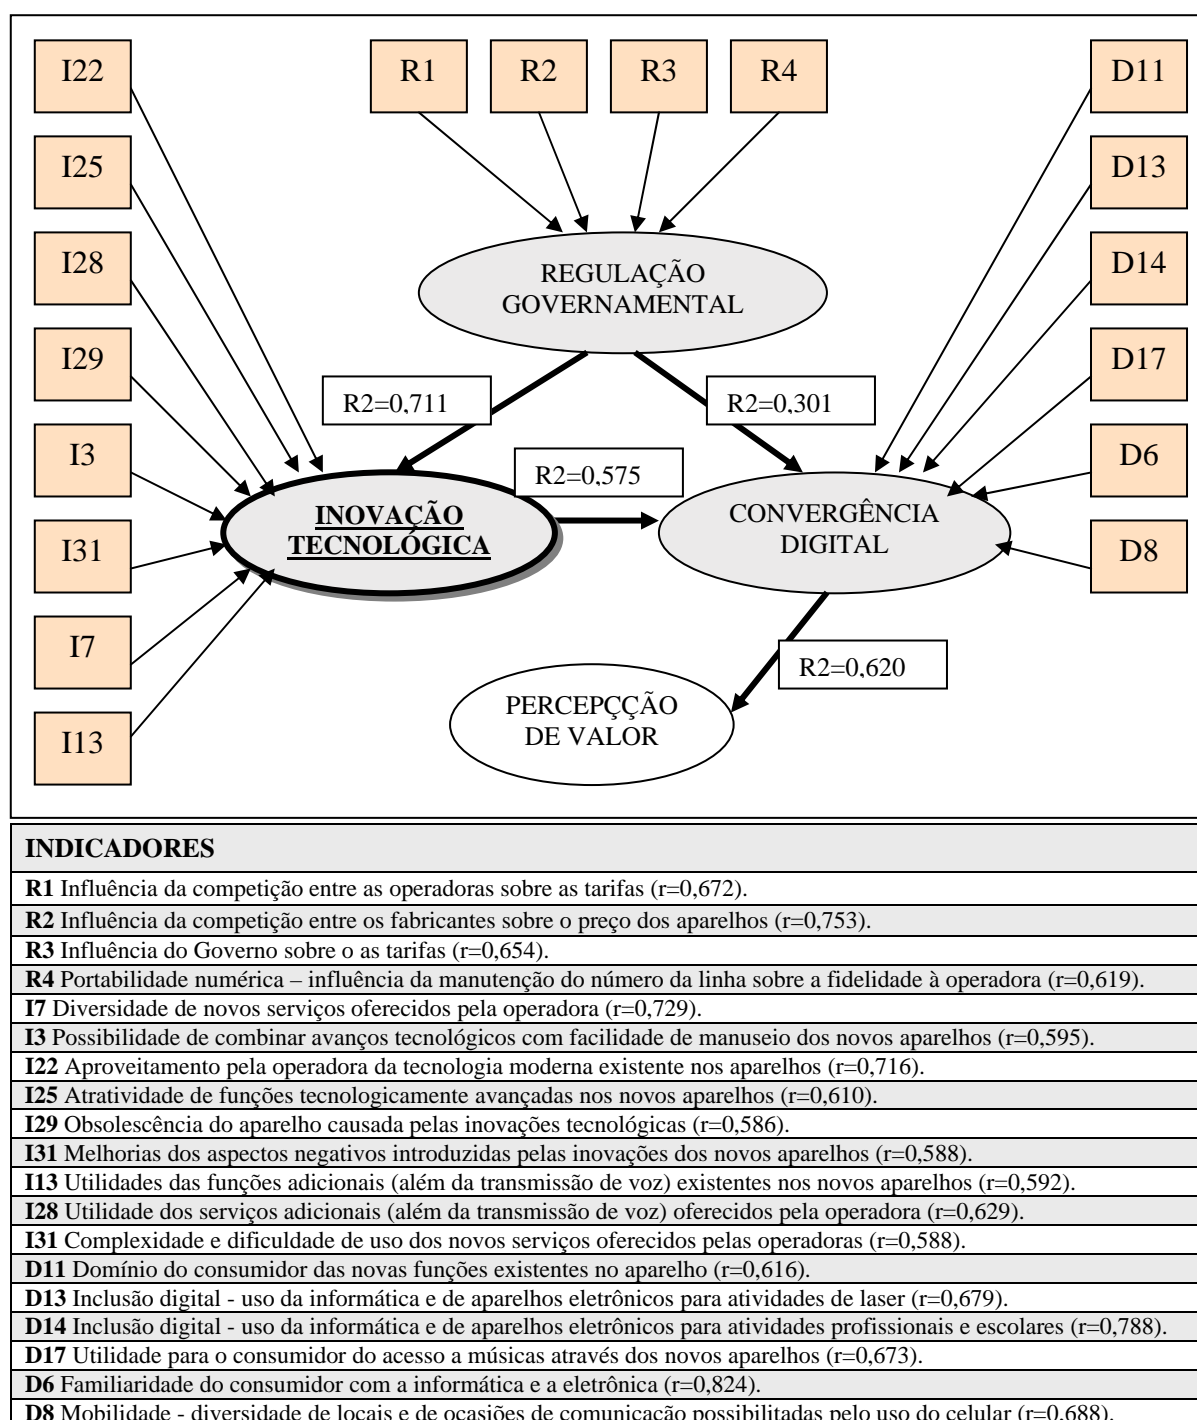 I22
R1
R2
R3
R4
D11
I25
D13
I28
REGULAÇÃO
GOVERNAMENTAL
D14
I29
R2=0,711
R2=0,301
D17
I3
R2=0,575
D6
INOVAÇÃO
TECNOLÓGICA
CONVERGÊNCIA
DIGITAL
I31
D8
I7
R2=0,620
PERCEPÇÇÃO
DE VALOR
I13
INDICADORES
R1 Influência da competição entre as operadoras sobre as tarifas (r=0,672).
R2 Influência da competição entre os fabricantes sobre o preço dos aparelhos (r=0,753).
R3 Influência do Governo sobre o as tarifas (r=0,654).
R4 Portabilidade numérica – influência da manutenção do número da linha sobre a fidelidade à operadora (r=0,619).
I7 Diversidade de novos serviços oferecidos pela operadora (r=0,729).
I3 Possibilidade de combinar avanços tecnológicos com facilidade de manuseio dos novos aparelhos (r=0,595).
I22 Aproveitamento pela operadora da tecnologia moderna existente nos aparelhos (r=0,716).
I25 Atratividade de funções tecnologicamente avançadas nos novos aparelhos (r=0,610).
I29 Obsolescência do aparelho causada pelas inovações tecnológicas (r=0,586).
I31 Melhorias dos aspectos negativos introduzidas pelas inovações dos novos aparelhos (r=0,588).
I13 Utilidades das funções adicionais (além da transmissão de voz) existentes nos novos aparelhos (r=0,592).
I28 Utilidade dos serviços adicionais (além da transmissão de voz) oferecidos pela operadora (r=0,629).
I31 Complexidade e dificuldade de uso dos novos serviços oferecidos pelas operadoras (r=0,588).
D11 Domínio do consumidor das novas funções existentes no aparelho (r=0,616).
D13 Inclusão digital - uso da informática e de aparelhos eletrônicos para atividades de laser (r=0,679).
D14 Inclusão digital - uso da informática e de aparelhos eletrônicos para atividades profissionais e escolares (r=0,788).
D17 Utilidade para o consumidor do acesso a músicas através dos novos aparelhos (r=0,673).
D6 Familiaridade do consumidor com a informática e a eletrônica (r=0,824).
D8 Mobilidade - diversidade de locais e de ocasiões de comunicação possibilitadas pelo uso do celular (r=0,688).